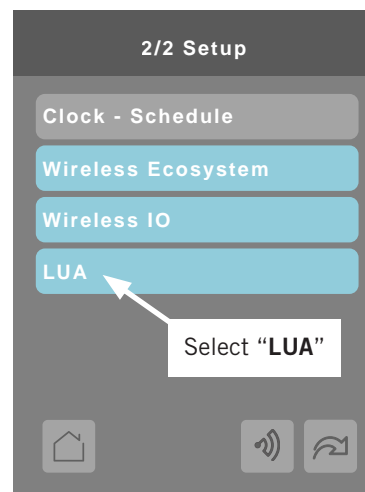 2/2 Setup
Clock - Schedule
Wireless Ecosystem
Wireless IO
LUA
Select “LUA”